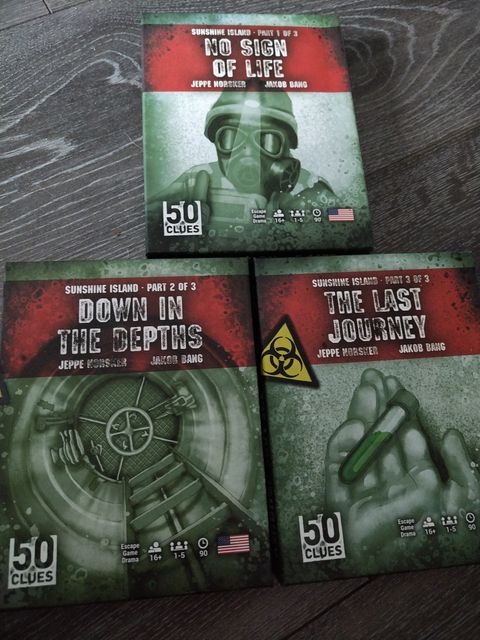 SUNSHINE ISLAND · PART 1 OF 3
NO SIGN
OF LIFE
JEPPE NORSKER JAKOB BANG
50
CLUES
Escape
Game
Drama
16+ 1-5 90
SUNSHINE ISLAND · PART 2 OF 3
DOWN IN
THE DEPTHS
JEPPE NORSKER JAKOB BANG
50
CLUES
Escape
Game
Drama
16+ 1-5 90
SUNSHINE ISLAND · PART 3 OF 3
THE LAST
JOURNEY
JEPPE NORSKER JAKOB BANG
50
CLUES
Escape
Game
Drama
16+ 1-5 90